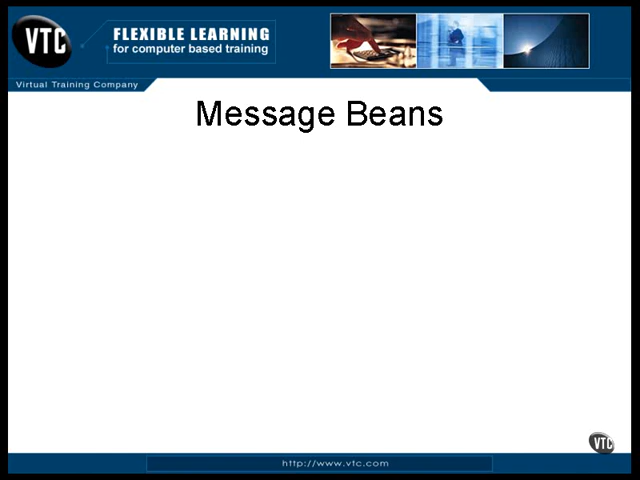 VTC
FLEXIBLE LEARNING
for computer based training
Virtual Training Company
Message Beans
VTC
http://www.vtc.com